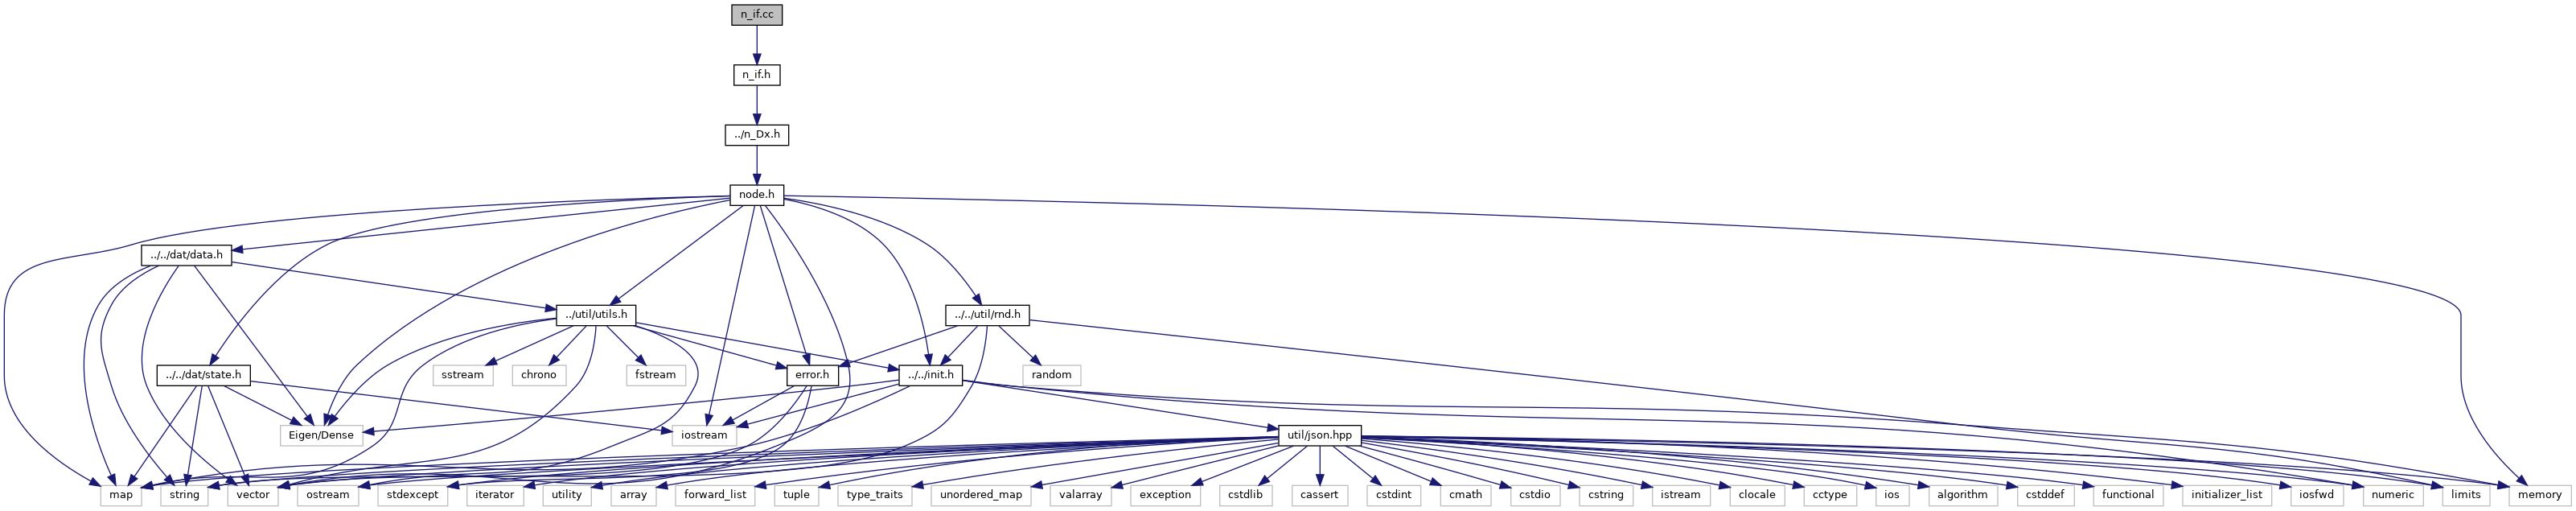 n_if.cc
n_if.h
../n_Dx.h
node.h
../../dat/data.h
../util/utils.h
../../util/rnd.h
../../dat/state.h
sstream
chrono
fstream
error.h
../../init.h
random
Eigen/Dense
iostream
util/json.hpp
map
string
vector
ostream
stdexcept
iterator
utility
array
forward_list
tuple
type_traits
unordered_map
valarray
exception
cstdlib
cassert
cstdint
cmath
cstdio
cstring
istream
clocale
cctype
ios
algorithm
cstddef
functional
initializer_list
iosfwd
numeric
limits
memory